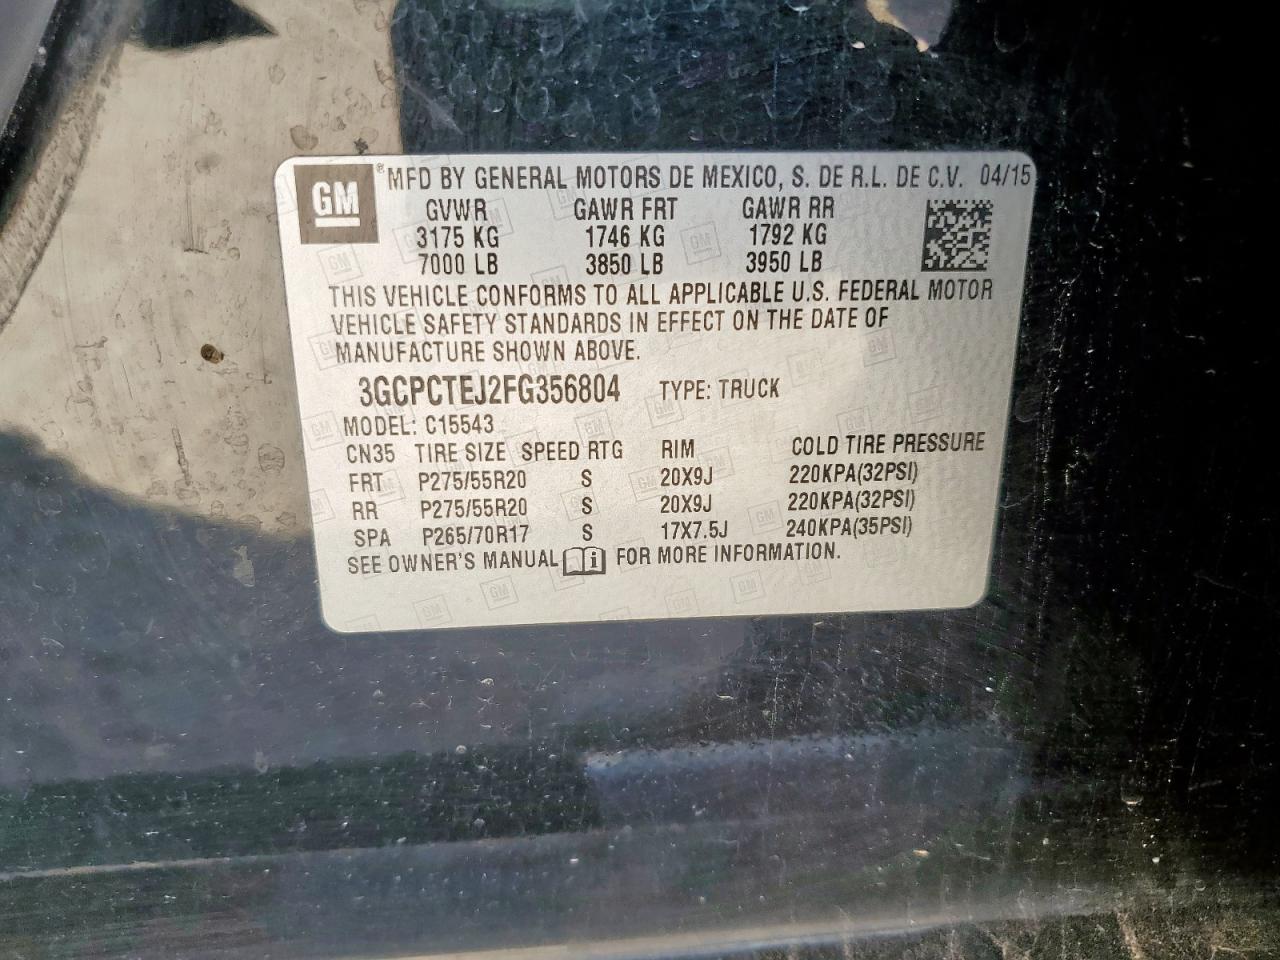 GM ® MFD BY GENERAL MOTORS DE MEXICO, S. DE R.L. DE C.V. 04/15
GVWR GAWR FRT GAWR RR
3175 KG 1746 KG 1792 KG
7000 LB 3850 LB 3950 LB
THIS VEHICLE CONFORMS TO ALL APPLICABLE U.S. FEDERAL MOTOR
VEHICLE SAFETY STANDARDS IN EFFECT ON THE DATE OF
MANUFACTURE SHOWN ABOVE.
3GCPCTEJ2FG356804 TYPE: TRUCK
MODEL: C15543
CN35 TIRE SIZE SPEED RTG RIM COLD TIRE PRESSURE
FRT P275/55R20 S 20X9J 220KPA(32PSI)
RR P275/55R20 S 20X9J 220KPA(32PSI)
SPA P265/70R17 S 17X7.5J 240KPA(35PSI)
SEE OWNER'S MANUAL i FOR MORE INFORMATION.